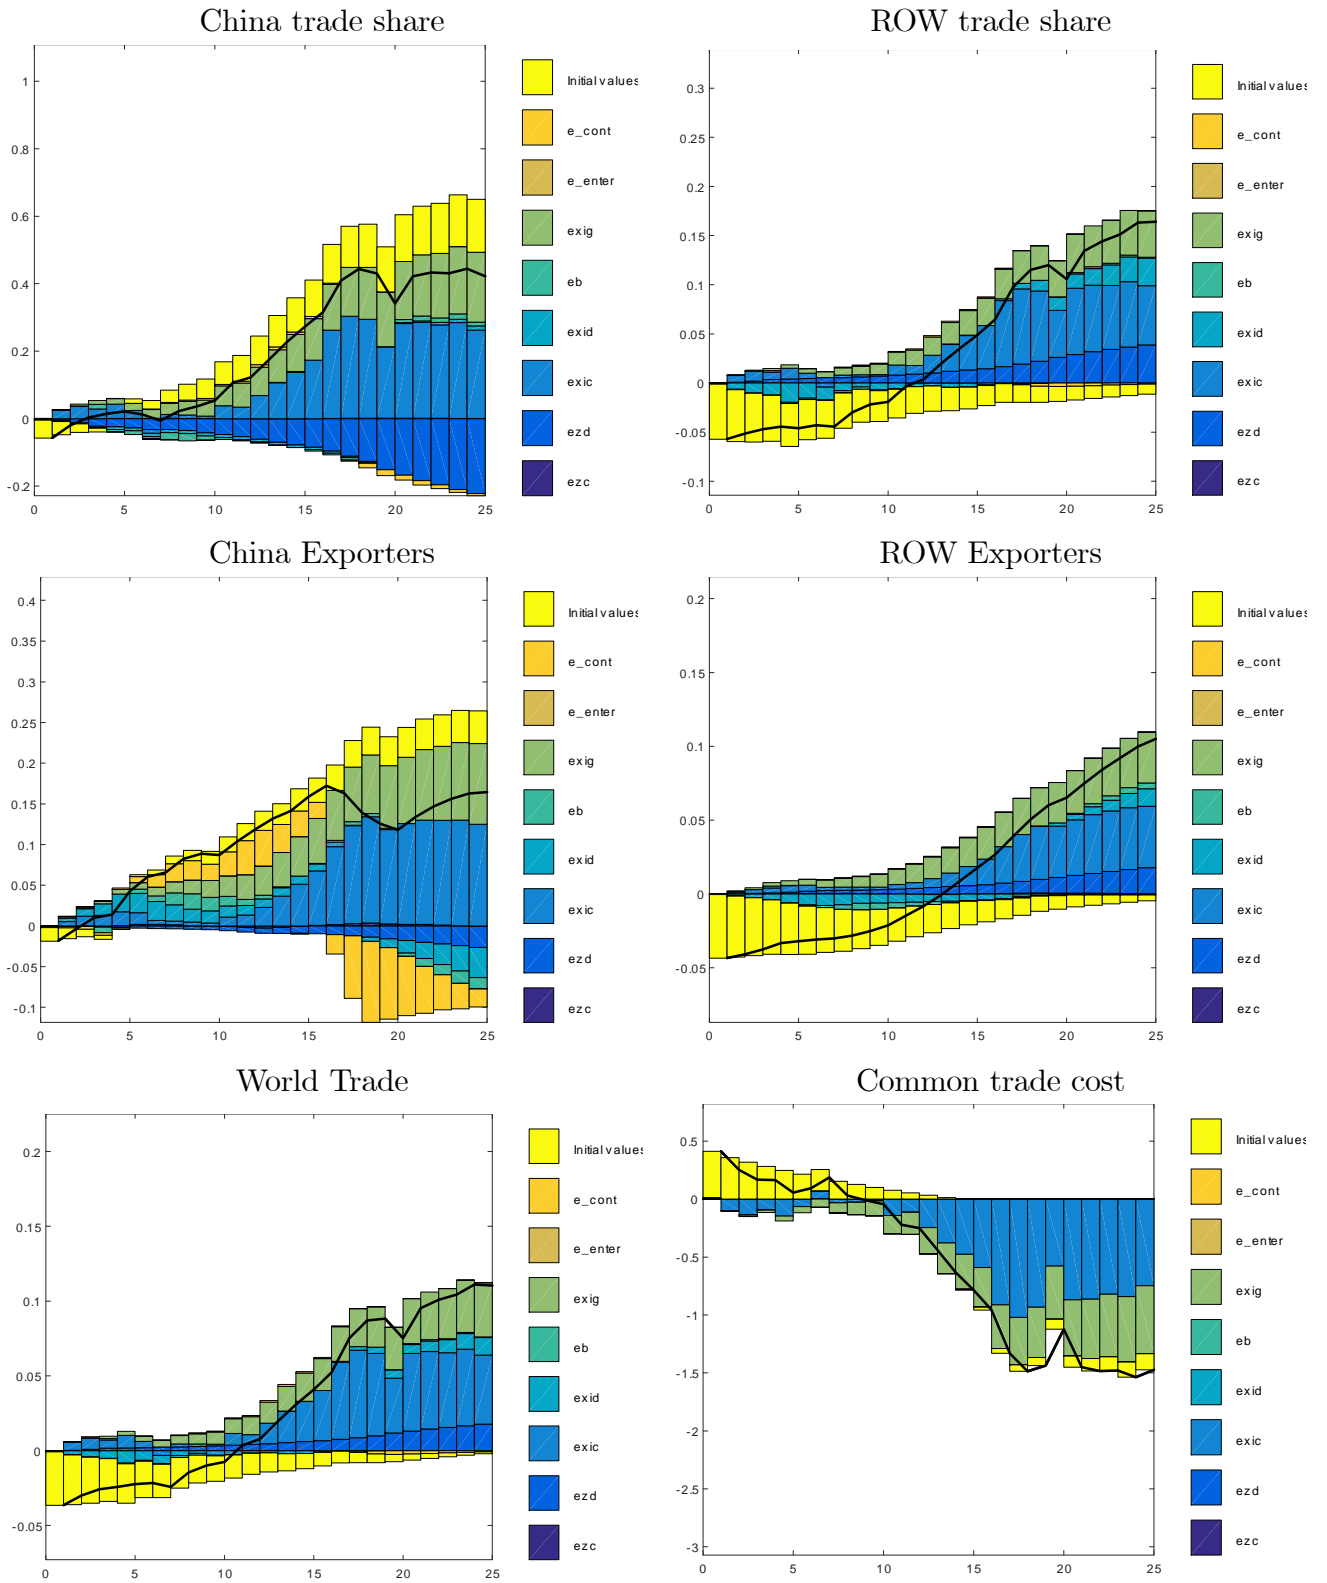 China trade share
1
0.8
0.6
0.4
0.2
0
-0.2
0 5 10 15 20 25
Initial values
e_cont
e_enter
exig
eb
exid
exic
ezd
ezc
ROW trade share
0.3
0.25
0.2
0.15
0.1
0.05
0
-0.05
-0.1
0 5 10 15 20 25
Initial values
e_cont
e_enter
exig
eb
exid
exic
ezd
ezc
China Exporters
0.4
0.35
0.3
0.25
0.2
0.15
0.1
0.05
0
-0.05
-0.1
0 5 10 15 20 25
Initial values
e_cont
e_enter
exig
eb
exid
exic
ezd
ezc
ROW Exporters
0.2
0.15
0.1
0.05
0
-0.05
0 5 10 15 20 25
Initial values
e_cont
e_enter
exig
eb
exid
exic
ezd
ezc
World Trade
0.2
0.15
0.1
0.05
0
-0.05
0 5 10 15 20 25
Initial values
e_cont
e_enter
exig
eb
exid
exic
ezd
ezc
Common trade cost
0.5
0
-0.5
-1
-1.5
-2
-2.5
-3
0 5 10 15 20 25
Initial values
e_cont
e_enter
exig
eb
exid
exic
ezd
ezc